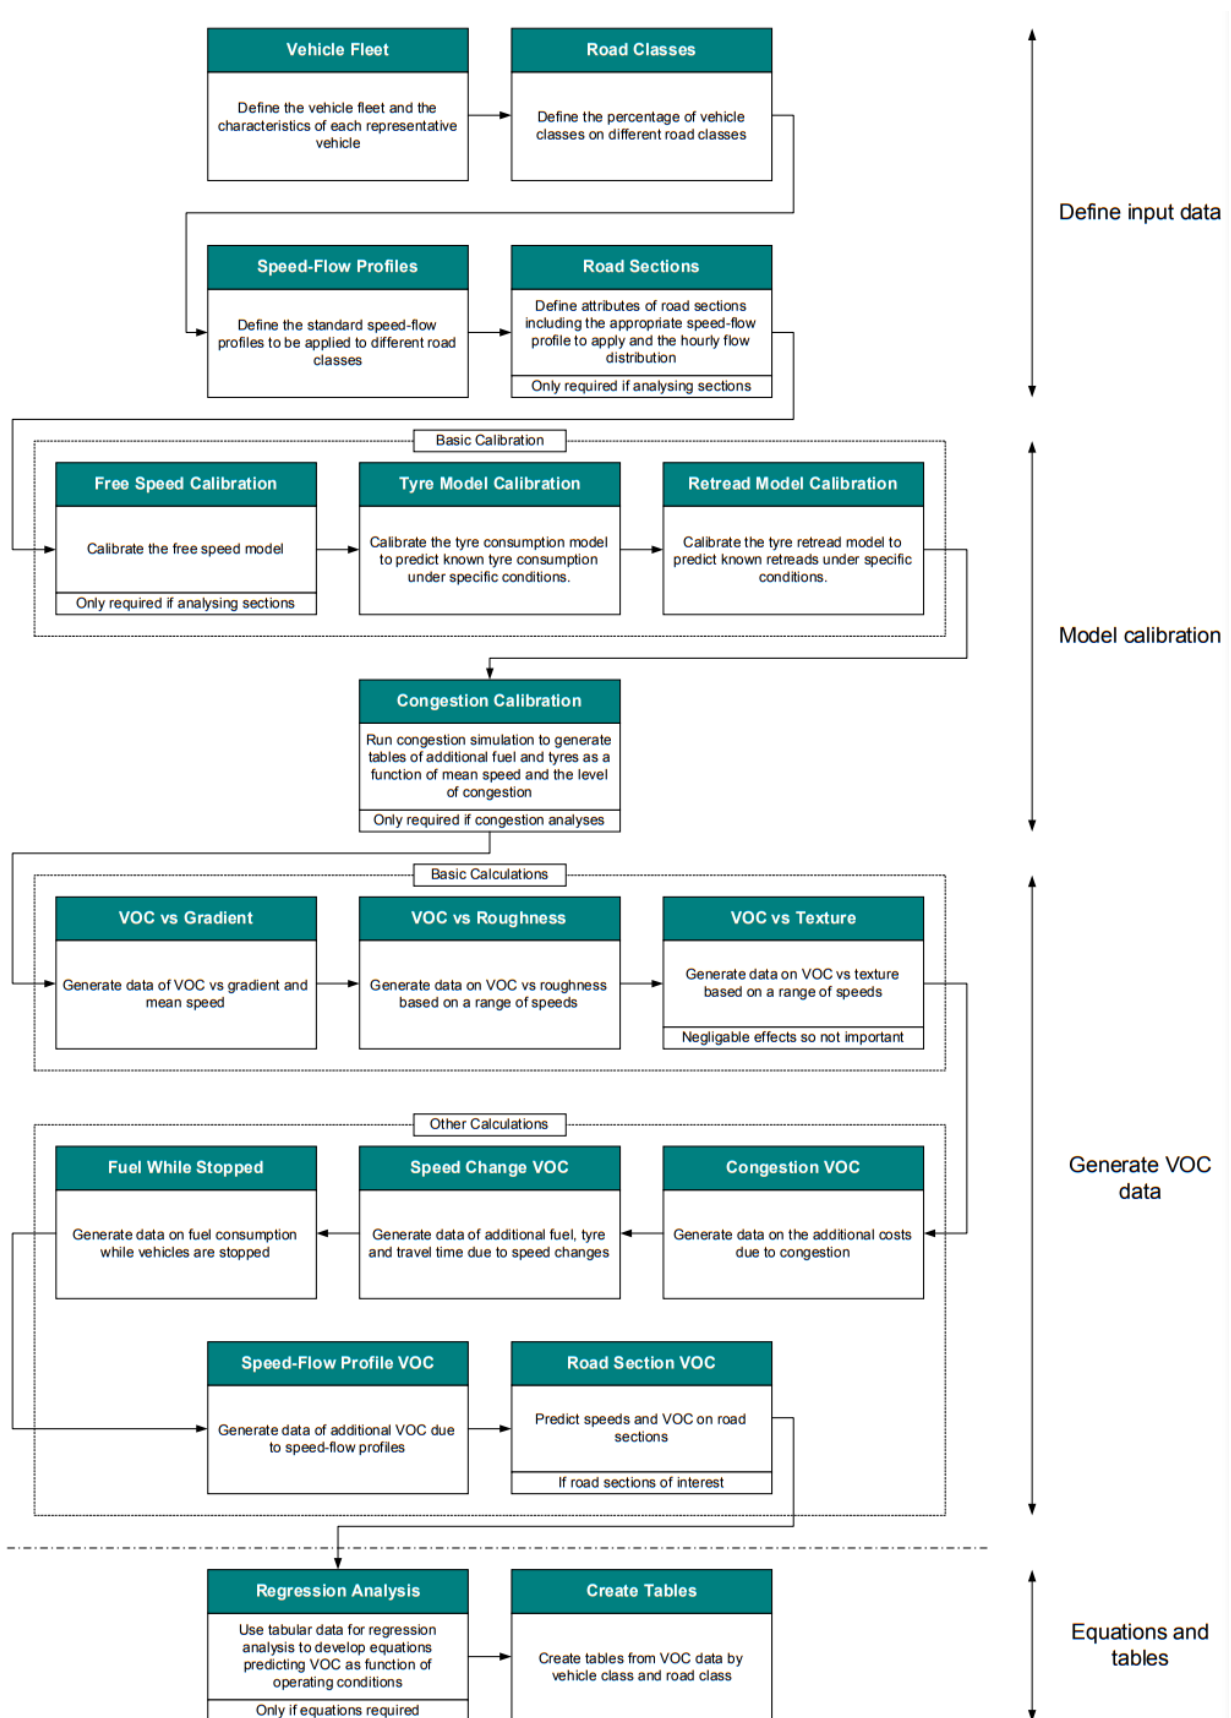 Vehicle Fleet
Define the vehicle fleet and the
characteristics of each representative
vehicle
Road Classes
Define the percentage of vehicle
classes on different road classes
Define input data
Speed-Flow Profiles
Define the standard speed-flow
profiles to be applied to different road
classes
Road Sections
Define attributes of road sections
including the appropriate speed-flow
profile to apply and the hourly flow
distribution
Only required if analysing sections
Basic Calibration
Free Speed Calibration
Calibrate the free speed model
Only required if analysing sections
Tyre Model Calibration
Calibrate the tyre consumption model
to predict known tyre consumption
under specific conditions.
Retread Model Calibration
Calibrate the tyre retread model to
predict known retreads under specific
conditions.
Model calibration
Congestion Calibration
Run congestion simulation to generate
tables of additional fuel and tyres as a
function of mean speed and the level
of congestion
Only required if congestion analyses
Basic Calculations
VOC vs Gradient
Generate data of VOC vs gradient and
mean speed
VOC vs Roughness
Generate data on VOC vs roughness
based on a range of speeds
VOC vs Texture
Generate data on VOC vs texture
based on a range of speeds
Negligable effects so not important
Other Calculations
Fuel While Stopped
Generate data on fuel consumption
while vehicles are stopped
Speed Change VOC
Generate data of additional fuel, tyre
and travel time due to speed changes
Congestion VOC
Generate data on the additional costs
due to congestion
Generate VOC
data
Speed-Flow Profile VOC
Generate data of additional VOC due
to speed-flow profiles
Road Section VOC
Predict speeds and VOC on road
sections
If road sections of interest
Regression Analysis
Use tabular data for regression
analysis to develop equations
predicting VOC as function of
operating conditions
Only if equations required
Create Tables
Create tables from VOC data by
vehicle class and road class
Equations and
tables